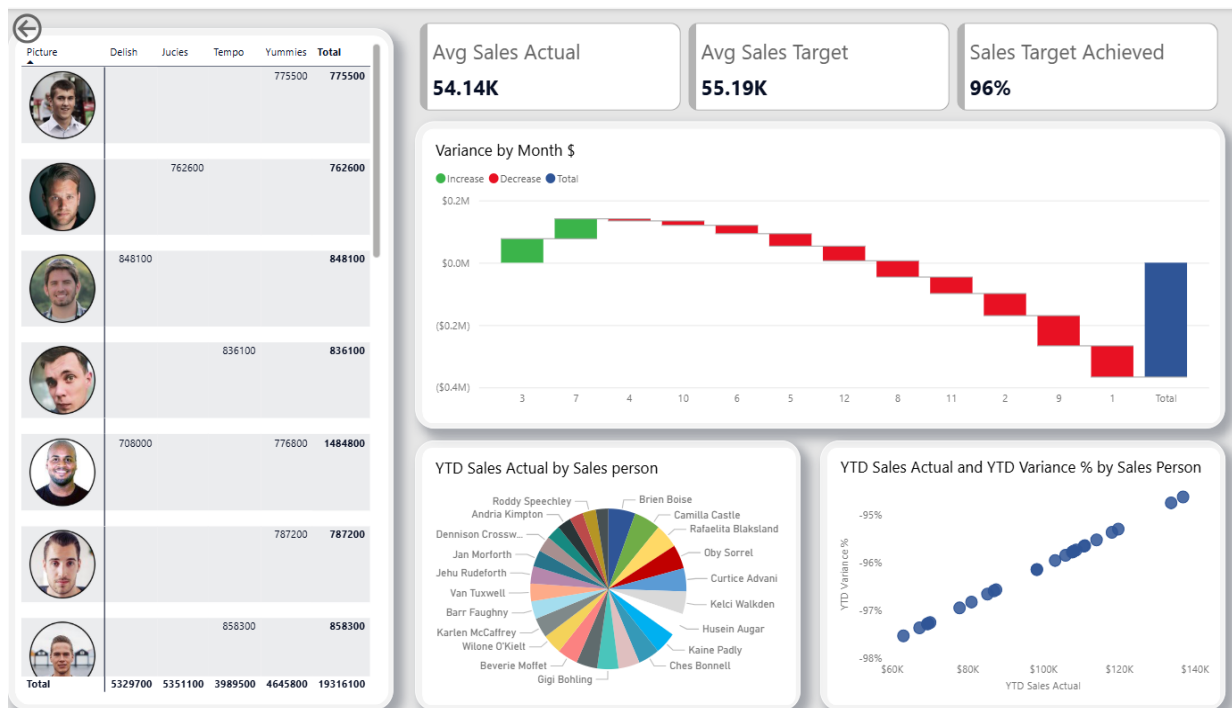 Picture Delish Jucies Tempo Yummies Total
775500 775500
762600 762600
848100 848100
836100 836100
708000 776800 1484800
787200 787200
858300 858300
Total 5329700 5351100 3989500 4645800 19316100
Avg Sales Actual
54.14K
Avg Sales Target
55.19K
Sales Target Achieved
96%
Variance by Month $
Increase Decrease Total
$0.2M
$0.0M
($0.2M)
($0.4M)
3 7 4 10 6 5 12 8 11 2 9 1 Total
YTD Sales Actual by Sales person
Roddy Speechley
Andria Kimpton
Dennison Crossw...
Jan Morforth
Jehu Rudeforth
Van Tuxwell
Barr Faughny
Karlen McCaffrey
Wilone O'Kielt
Beverie Moffet
Gigi Bohling
Brien Boise
Camilla Castle
Rafaelita Blaksland
Oby Sorrel
Curtice Advani
Kelci Walkden
Husein Augar
Kaine Padly
Ches Bonnell
YTD Sales Actual and YTD Variance % by Sales Person
YTD Variance %
-95%
-96%
-97%
-98%
$60K $80K $100K $120K $140K
YTD Sales Actual